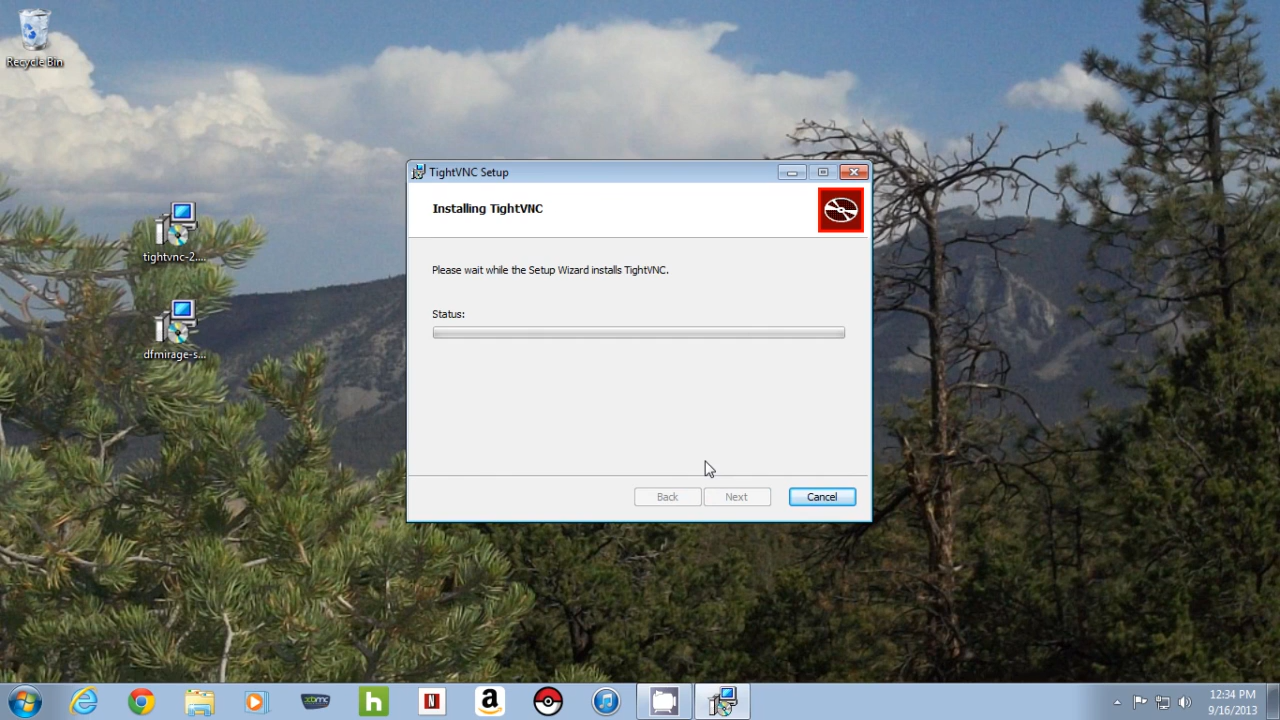 Recycle Bin
tightvnc-2....
dfmirage-s...
TightVNC Setup
Installing TightVNC
Please wait while the Setup Wizard installs TightVNC.
Status:
Back
Next
Cancel
xbmc
h
N
a
12:34 PM
9/16/2013